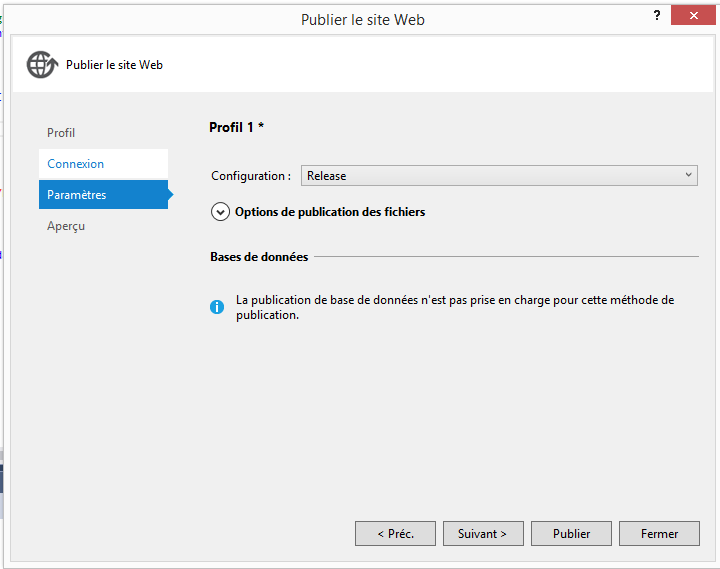 Publier le site Web
?
Publier le site Web
Profil
Connexion
Paramètres
Aperçu
Profil 1 *
Configuration : Release
Options de publication des fichiers
Bases de données
La publication de base de données n'est pas prise en charge pour cette méthode de
publication.
< Préc. Suivant > Publier Fermer